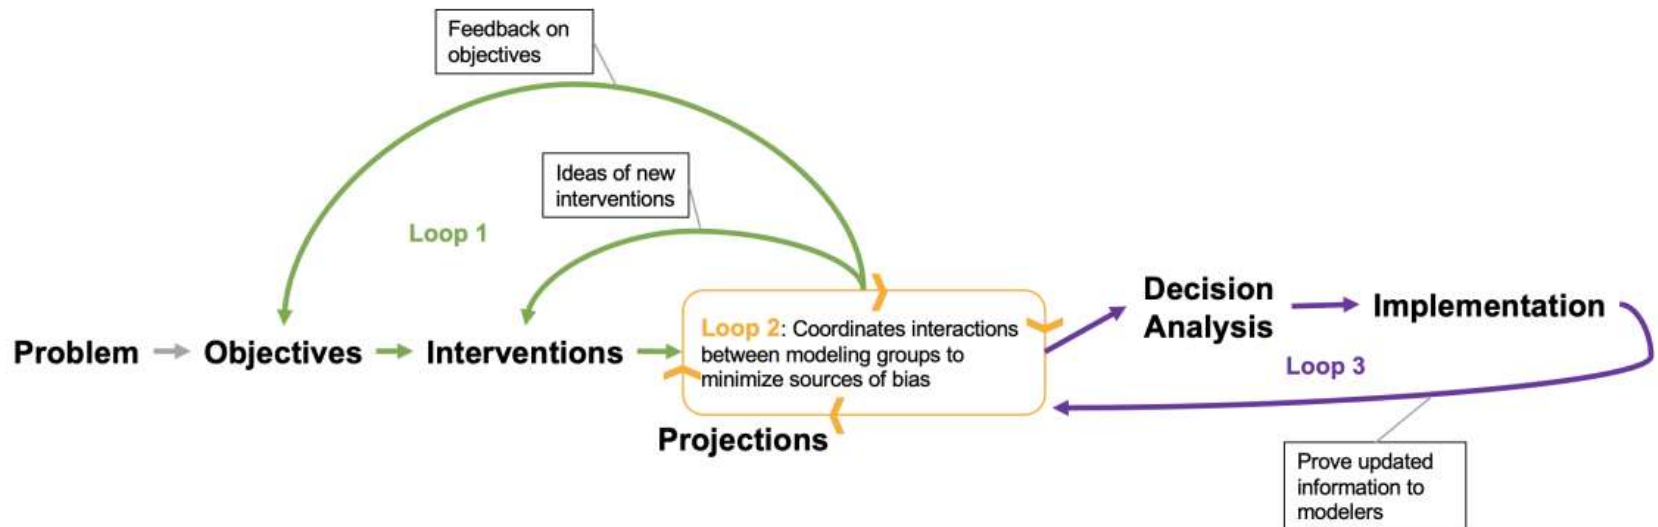 Feedback on
objectives
Ideas of new
interventions
Loop 1
Problem
Objectives
Interventions
Loop 2: Coordinates interactions
between modeling groups to
minimize sources of bias
Projections
Decision
Analysis
Implementation
Loop 3
Prove updated
information to
modelers